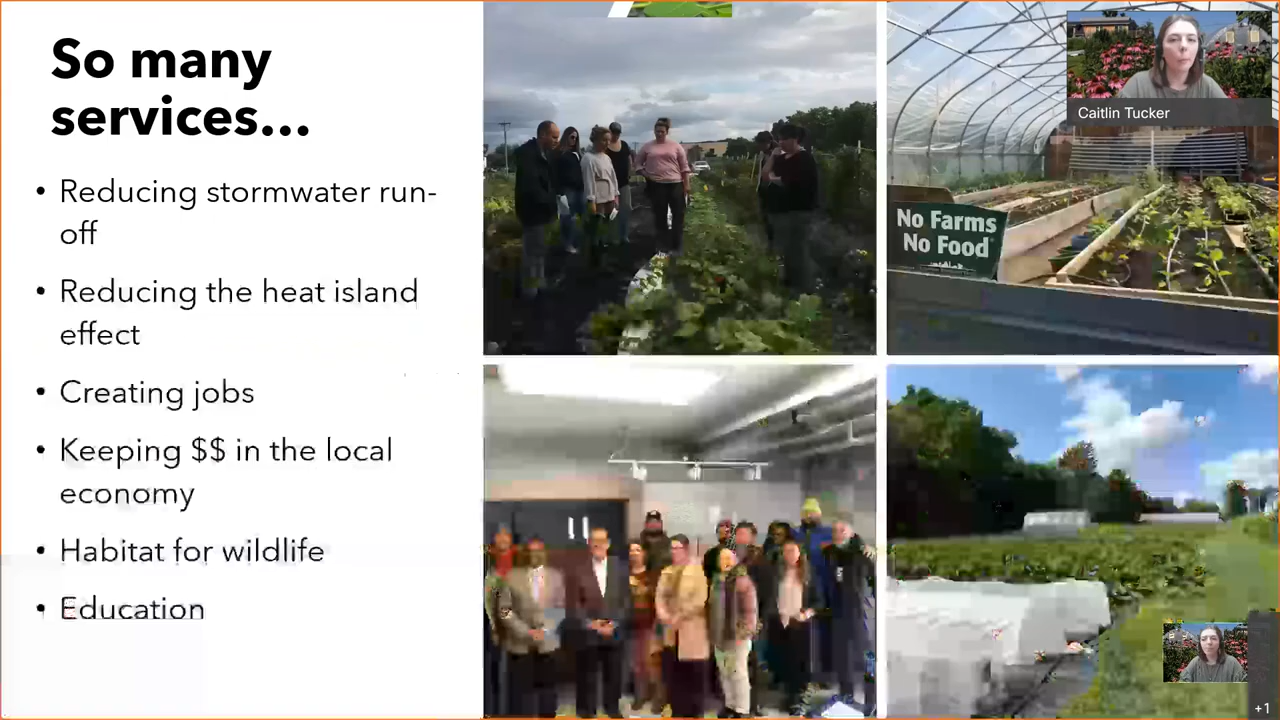 So many
services...
• Reducing stormwater run-
off
• Reducing the heat island
effect
• Creating jobs
• Keeping $$ in the local
economy
• Habitat for wildlife
• Education
No Farms
No Food
Caitlin Tucker
+1